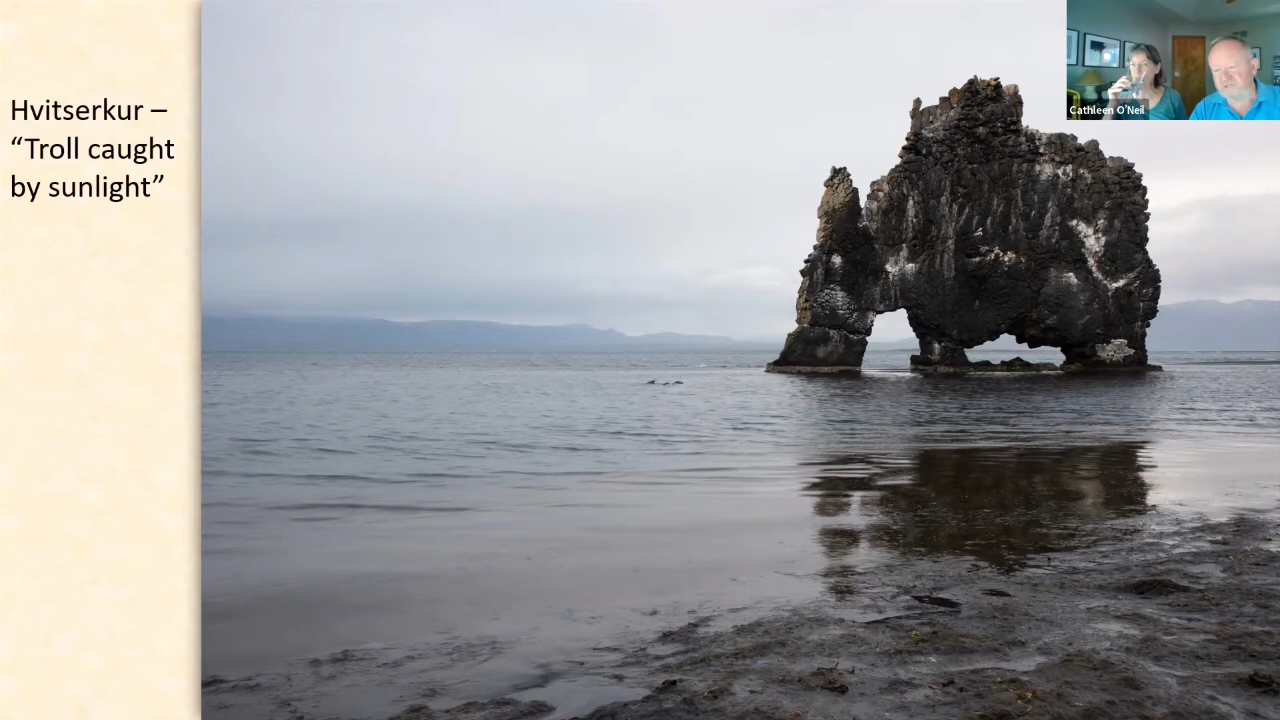 Hvitserkur –
“Troll caught
by sunlight”
Cathleen O'Neil